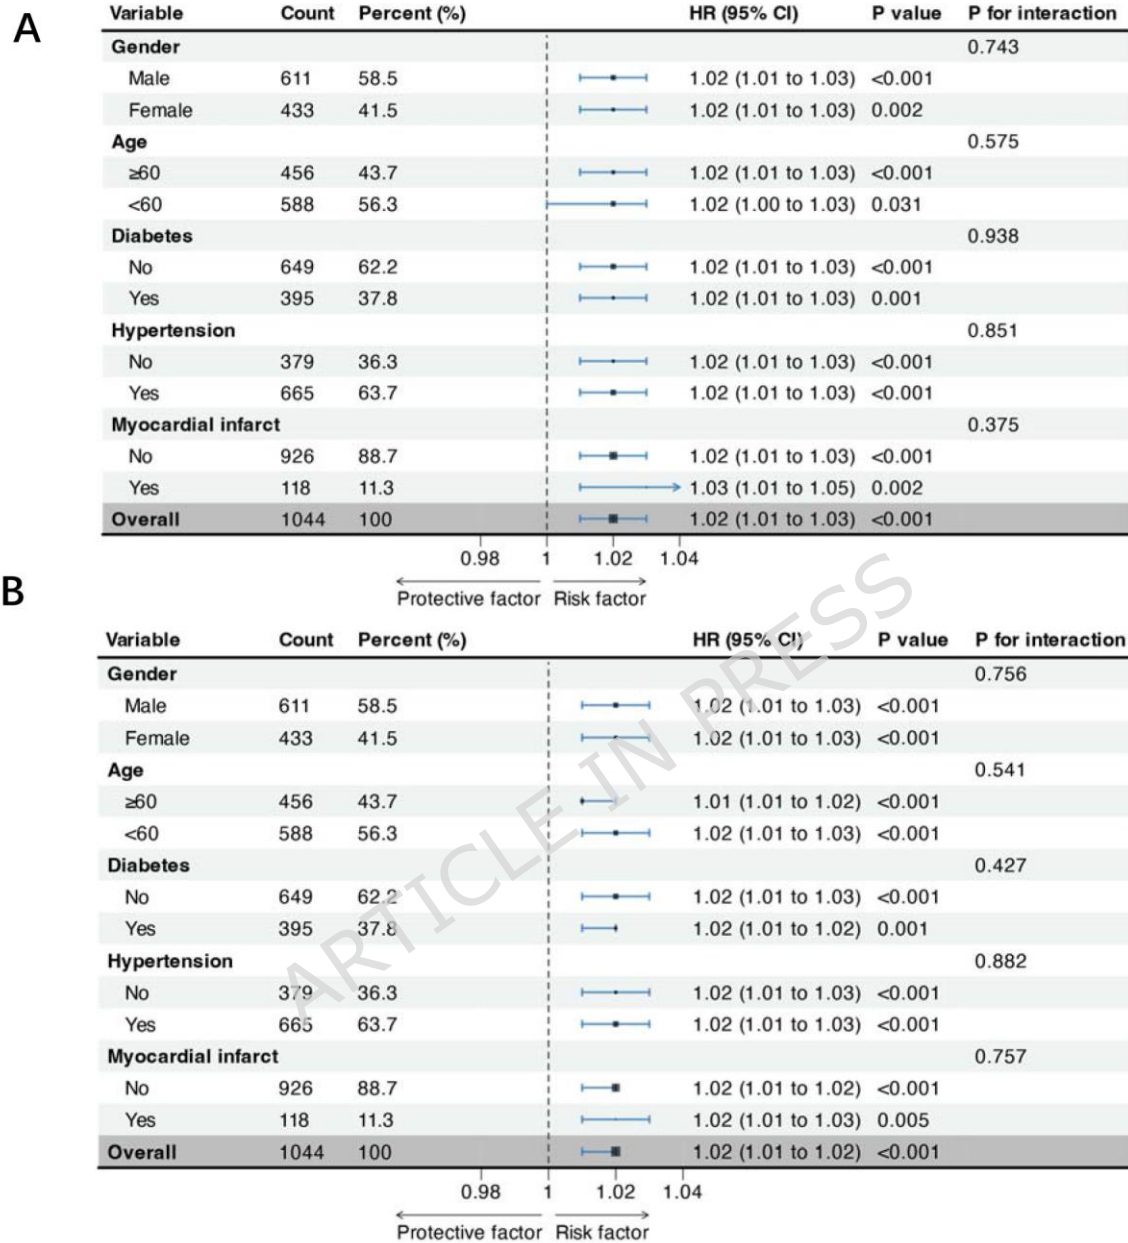 A
Variable Count Percent (%) HR (95% CI) P value P for interaction
Gender 0.743
Male 611 58.5 1.02 (1.01 to 1.03) <0.001
Female 433 41.5 1.02 (1.01 to 1.03) 0.002
Age 0.575
≥60 456 43.7 1.02 (1.01 to 1.03) <0.001
<60 588 56.3 1.02 (1.00 to 1.03) 0.031
Diabetes 0.938
No 649 62.2 1.02 (1.01 to 1.03) <0.001
Yes 395 37.8 1.02 (1.01 to 1.03) 0.001
Hypertension 0.851
No 379 36.3 1.02 (1.01 to 1.03) <0.001
Yes 665 63.7 1.02 (1.01 to 1.03) <0.001
Myocardial infarct 0.375
No 926 88.7 1.02 (1.01 to 1.03) <0.001
Yes 118 11.3 1.03 (1.01 to 1.05) 0.002
Overall 1044 100 1.02 (1.01 to 1.03) <0.001
0.98 1 1.02 1.04
Protective factor Risk factor
B
Variable Count Percent (%) HR (95% CI) P value P for interaction
Gender 0.756
Male 611 58.5 1.02 (1.01 to 1.03) <0.001
Female 433 41.5 1.02 (1.01 to 1.03) <0.001
Age 0.541
≥60 456 43.7 1.01 (1.01 to 1.02) <0.001
<60 588 56.3 1.02 (1.01 to 1.03) <0.001
Diabetes 0.427
No 649 62.2 1.02 (1.01 to 1.03) <0.001
Yes 395 37.8 1.02 (1.01 to 1.02) 0.001
Hypertension 0.882
No 379 36.3 1.02 (1.01 to 1.03) <0.001
Yes 665 63.7 1.02 (1.01 to 1.03) <0.001
Myocardial infarct 0.757
No 926 88.7 1.02 (1.01 to 1.02) <0.001
Yes 118 11.3 1.02 (1.01 to 1.03) 0.005
Overall 1044 100 1.02 (1.01 to 1.02) <0.001
0.98 1 1.02 1.04
Protective factor Risk factor
ARTICLE IN PRESS